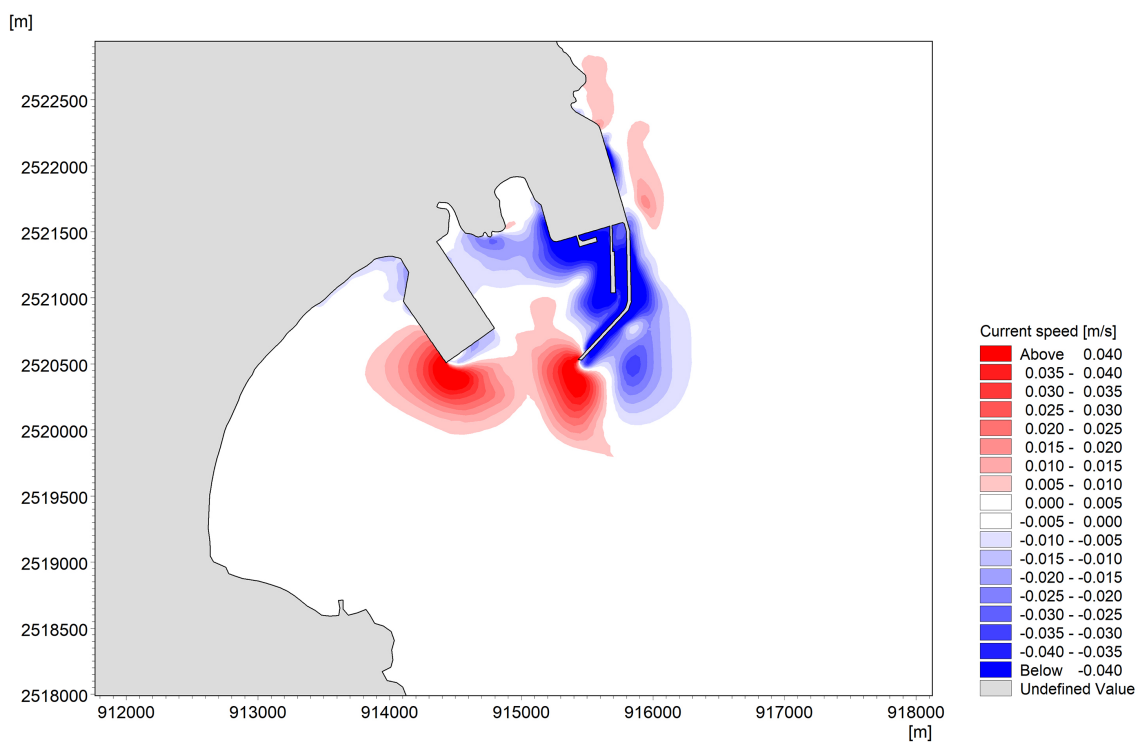 [m]
2522500
2522000
2521500
2521000
2520500
2520000
2519500
2519000
2518500
2518000
912000 913000 914000 915000 916000 917000 918000
[m]
Current speed [m/s]
Above 0.040
0.035 - 0.040
0.030 - 0.035
0.025 - 0.030
0.020 - 0.025
0.015 - 0.020
0.010 - 0.015
0.005 - 0.010
0.000 - 0.005
-0.005 - 0.000
-0.010 - -0.005
-0.015 - -0.010
-0.020 - -0.015
-0.025 - -0.020
-0.030 - -0.025
-0.035 - -0.030
-0.040 - -0.035
Below -0.040
Undefined Value